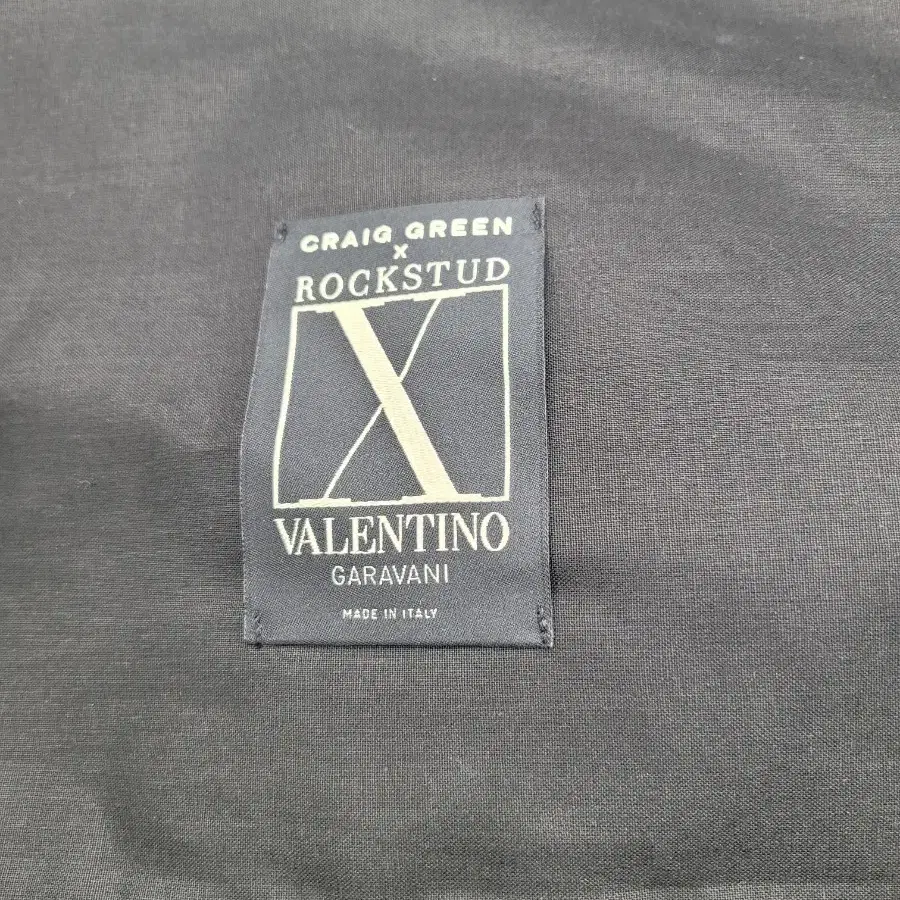 CRAIG GREEN
X
ROCKSTUD
X
VALENTINO
GARAVANI
MADE IN ITALY